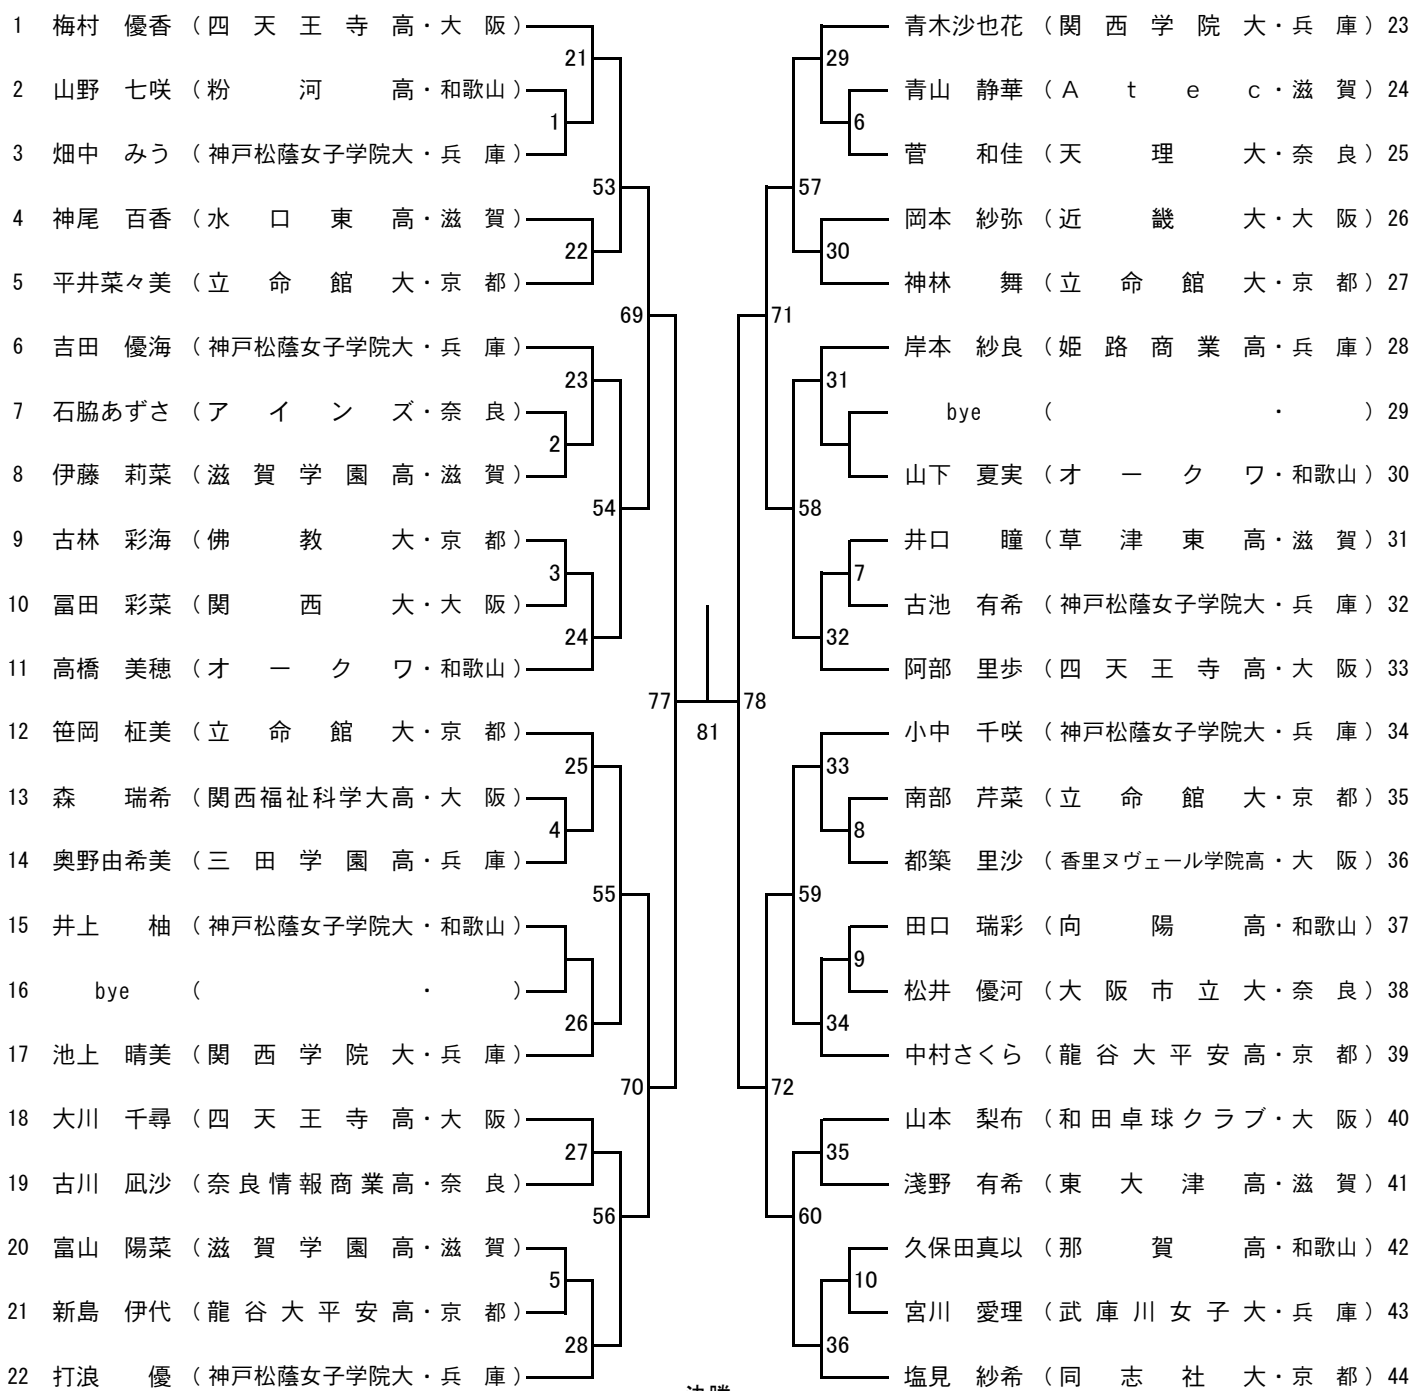 1 梅村 優香 (四天王寺高・大阪)
2 山野 七咲 (粉河高・和歌山)
3 畑中 みう (神戸松蔭女子学院大・兵庫)
4 神尾 百香 (水口東高・滋賀)
5 平井菜々美 (立命館大・京都)
6 吉田 優海 (神戸松蔭女子学院大・兵庫)
7 石脇あずさ (アインズ・奈良)
8 伊藤 莉菜 (滋賀学園高・滋賀)
9 古林 彩海 (佛教大・京都)
10 冨田 彩菜 (関西大・大阪)
11 高橋 美穂 (オークワ・和歌山)
12 笹岡 柾美 (立命館大・京都)
13 森 瑞希 (関西福祉科学大高・大阪)
14 奥野由希美 (三田学園高・兵庫)
15 井上 柚 (神戸松蔭女子学院大・和歌山)
16 bye ( ・ )
17 池上 晴美 (関西学院大・兵庫)
18 大川 千尋 (四天王寺高・大阪)
19 古川 凪沙 (奈良情報商業高・奈良)
20 富山 陽菜 (滋賀学園高・滋賀)
21 新島 伊代 (龍谷大平安高・京都)
22 打浪 優 (神戸松蔭女子学院大・兵庫)
21
1
53
22
69
23
2
54
3
24
77
25
4
55
26
70
27
56
5
28
81
決勝
78
29
6
57
30
71
31
58
7
32
33
8
59
9
34
72
35
60
10
36
青木沙也花 (関西学院大・兵庫) 23
青山 静華 (Atec・滋賀) 24
菅 和佳 (天理大・奈良) 25
岡本 紗弥 (近畿大・大阪) 26
神林 舞 (立命館大・京都) 27
岸本 紗良 (姫路商業高・兵庫) 28
bye ( ・ ) 29
山下 夏実 (オークワ・和歌山) 30
井口 瞳 (草津東高・滋賀) 31
古池 有希 (神戸松蔭女子学院大・兵庫) 32
阿部 里歩 (四天王寺高・大阪) 33
小中 千咲 (神戸松蔭女子学院大・兵庫) 34
南部 芹菜 (立命館大・京都) 35
都築 里沙 (香里ヌヴェール学院高・大阪) 36
田口 瑞彩 (向陽高・和歌山) 37
松井 優河 (大阪市立大・奈良) 38
中村さくら (龍谷大平安高・京都) 39
山本 梨布 (和田卓球クラブ・大阪) 40
淺野 有希 (東大津高・滋賀) 41
久保田真以 (那賀高・和歌山) 42
宮川 愛理 (武庫川女子大・兵庫) 43
塩見 紗希 (同志社大・京都) 44